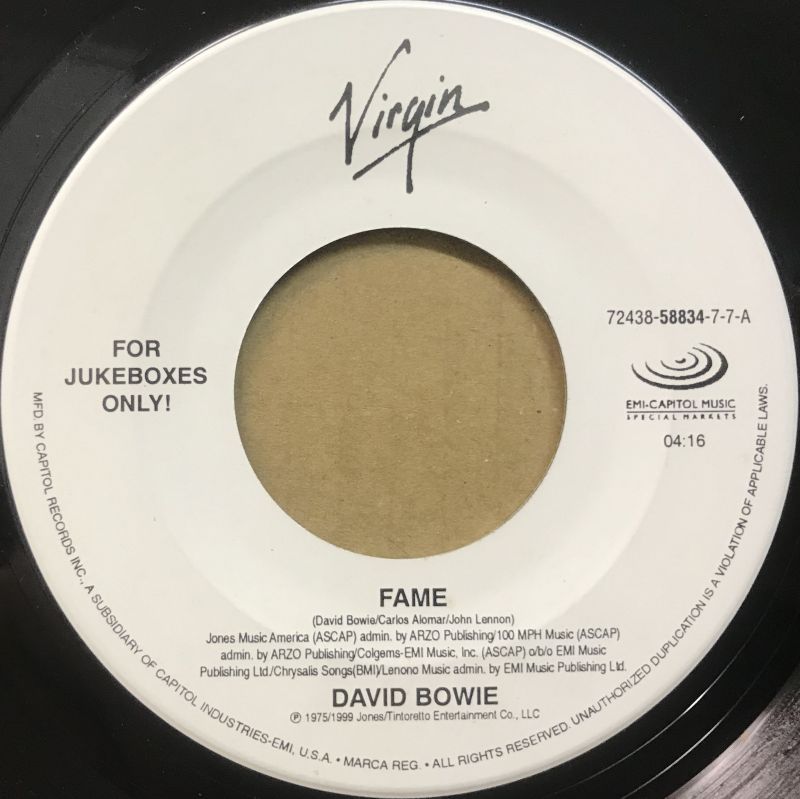 Virgin
FOR
JUKEBOXES
ONLY!
72438-58834-7-7-A
EMI-CAPITOL MUSIC
SPECIAL MARKETS
04:16
FAME
(David Bowie/Carlos Alomar/John Lennon)
Jones Music America (ASCAP) admin. by ARZO Publishing/100 MPH Music (ASCAP)
admin. by ARZO Publishing/Colgems-EMI Music, Inc. (ASCAP) o/b/o EMI Music
Publishing Ltd./Chrysalis Songs(BMI)/Lenono Music admin. by EMI Music Publishing Ltd.
DAVID BOWIE
℗ 1975/1999 Jones/Tintoretto Entertainment Co., LLC
MFD. BY CAPITOL RECORDS INC., A SUBSIDIARY OF CAPITOL INDUSTRIES-EMI, U.S.A. • MARCA REG. • ALL RIGHTS RESERVED. UNAUTHORIZED DUPLICATION IS A VIOLATION OF APPLICABLE LAWS.